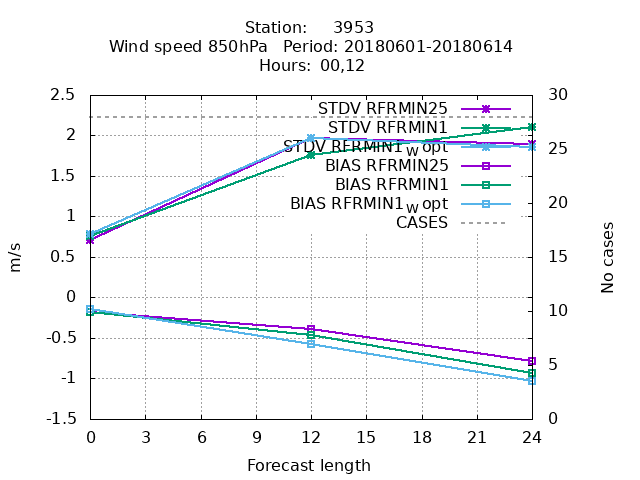 Station: 3953
Wind speed 850hPa Period: 20180601-20180614
Hours: 00,12
2.5
2
1.5
1
0.5
0
-0.5
-1
-1.5
m/s
STDV RFRMIN25
STDV RFRMIN1
STDV RFRMIN1w opt
BIAS RFRMIN25
BIAS RFRMIN1
BIAS RFRMIN1w opt
CASES
30
25
20
15
10
5
0
No cases
0 3 6 9 12 15 18 21 24
Forecast length